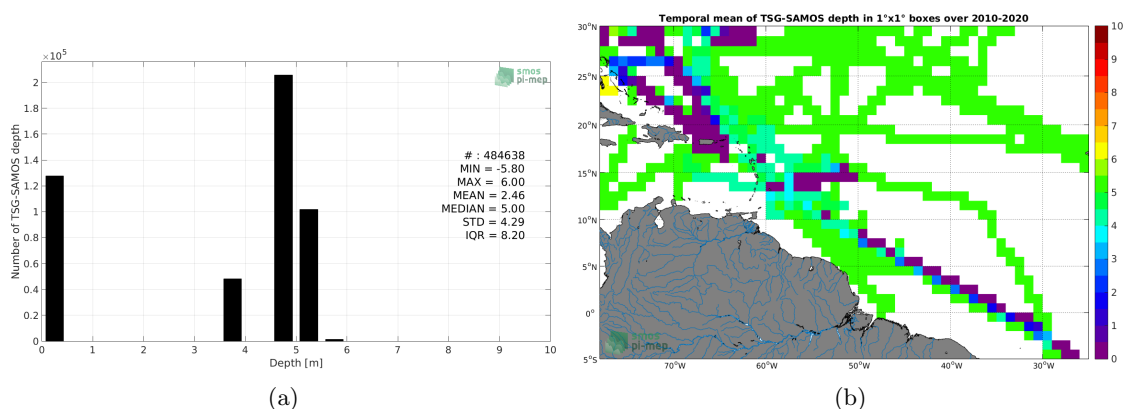 ×10⁵
2
1.8
1.6
1.4
1.2
1
0.8
0.6
0.4
0.2
0
Number of TSG-SAMOS depth
smos
pi-mep
# : 484638
MIN = -5.80
MAX = 6.00
MEAN = 2.46
MEDIAN = 5.00
STD = 4.29
IQR = 8.20
0 1 2 3 4 5 6 7 8 9 10
Depth [m]
(a)
Temporal mean of TSG-SAMOS depth in 1°x1° boxes over 2010-2020
30°N
25°N
20°N
15°N
10°N
5°N
0°
5°S
70°W 60°W 50°W 40°W 30°W
smos
pi-mep
10
9
8
7
6
5
4
3
2
1
0
(b)